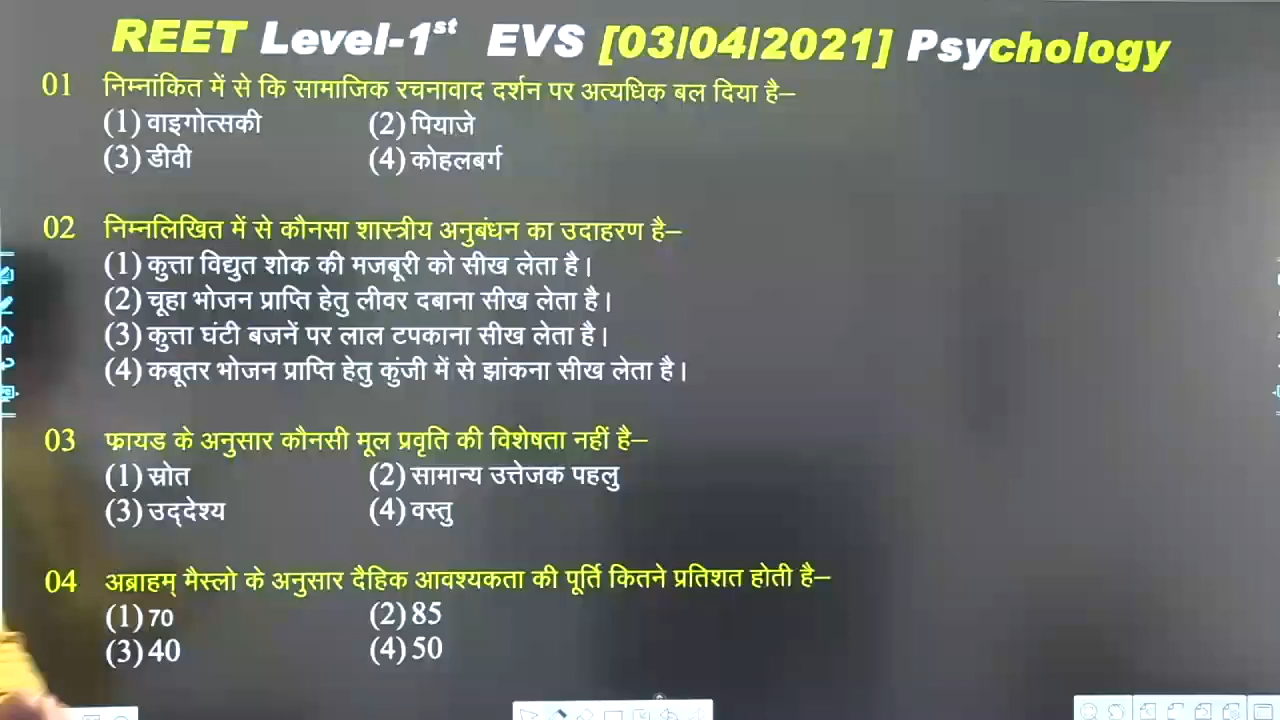 REET Level-1st EVS [03/04/2021] Psychology
01 निम्नांकित में से कि सामाजिक रचनावाद दर्शन पर अत्यधिक बल दिया है–
(1) वाइगोत्सकी (2) पियाजे
(3) डीवी (4) कोहलबर्ग
02 निम्नलिखित में से कौनसा शास्त्रीय अनुबंधन का उदाहरण है–
(1) कुत्ता विद्युत शोक की मजबूरी को सीख लेता है।
(2) चूहा भोजन प्राप्ति हेतु लीवर दबाना सीख लेता है।
(3) कुत्ता घंटी बजनें पर लाल टपकाना सीख लेता है।
(4) कबूतर भोजन प्राप्ति हेतु कुंजी में से झांकना सीख लेता है।
03 फ्रायड के अनुसार कौनसी मूल प्रवृति की विशेषता नहीं है–
(1) स्रोत (2) सामान्य उत्तेजक पहलु
(3) उद्देश्य (4) वस्तु
04 अब्राहम् मैस्लो के अनुसार दैहिक आवश्यकता की पूर्ति कितने प्रतिशत होती है–
(1) 70 (2) 85
(3) 40 (4) 50